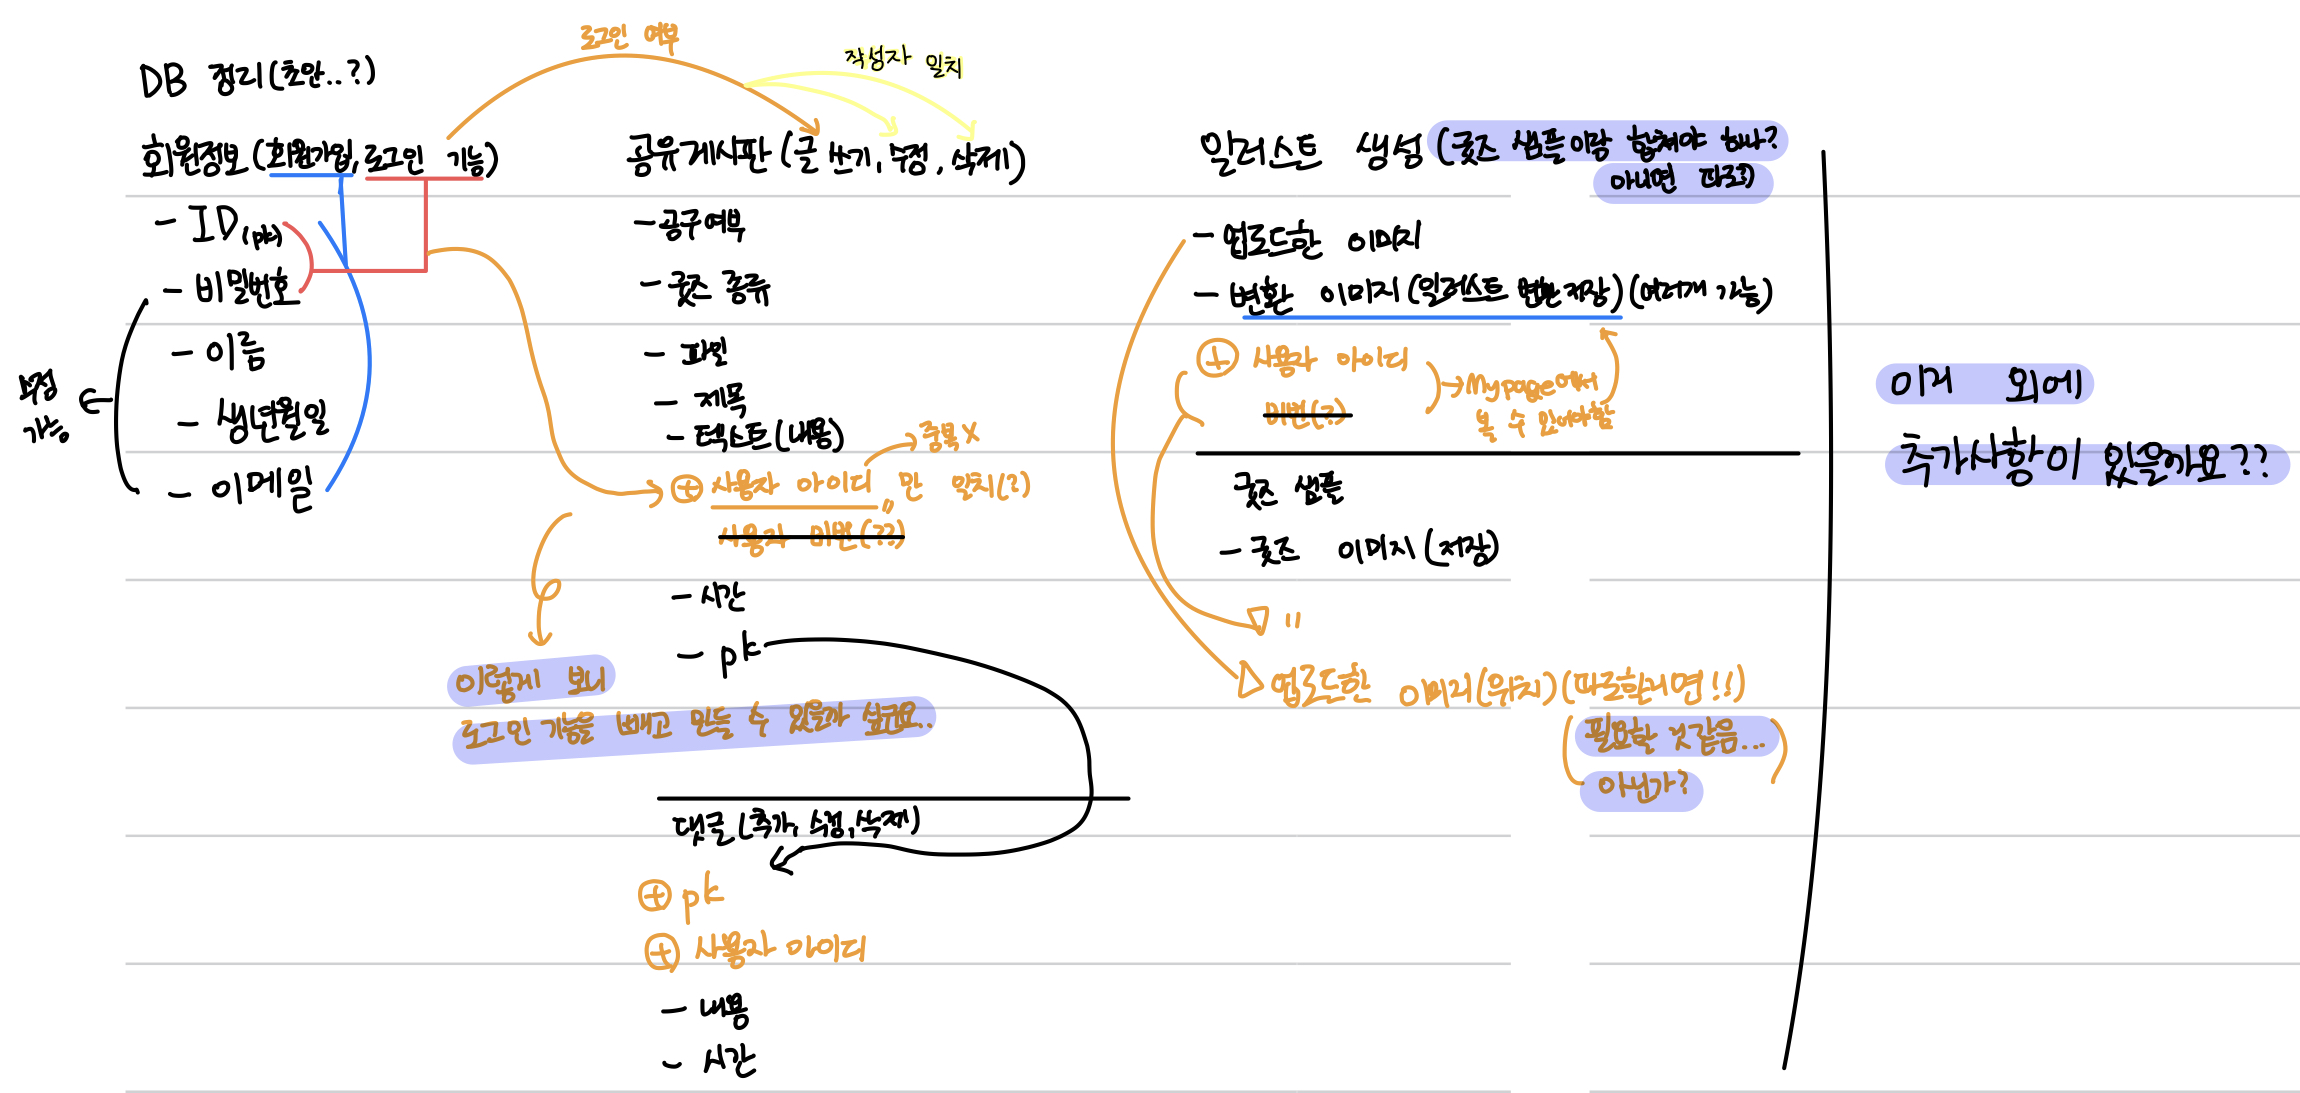 DB 정리(초안..?)
로그인 여부
작성자 일치
회원정보(회원가입, 로그인 기능)
- ID(pk)
- 비밀번호
- 이름
- 생년월일
- 이메일
수정
가능
공유게시판(글 쓰기, 수정, 삭제)
- 공구여부
- 굿즈 종류
- 파일
- 제목
- 텍스트(내용)
중복X
+ 사용자 아이디 만 일치(?)
"
사용자 이번(??)
- 시간
- pk
이렇게 보니
로그인 기능을 빼고 만들 수 있을까 싶군요..
댓글(추가, 수정, 삭제)
+ pk
+ 사용자 아이디
- 내용
- 시간
일러스트 생성(굿즈 샘플이랑 합쳐야 하나?
아니면 따로?)
- 업로드한 이미지
- 변환 이미지(일러스트 변환 저장)(여러개 가능)
+ 사용자 아이디
이번(?)
→ Mypage에서
볼 수 있어야함
굿즈 샘플
- 굿즈 이미지(저장)
"
업로드한 이미지(위치)(따로할거면!!)
필요할 것 같음...
아닌가?
이거 외에
추가사항이 있을까요??